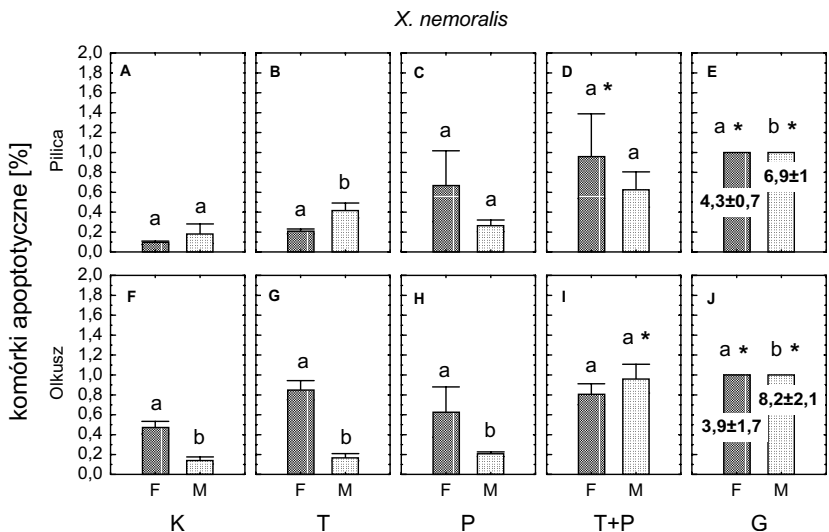 X. nemoralis
komórki apoptotyczne [%]
Pilica
2,0
1,8
1,6
1,4
1,2
1,0
0,8
0,6
0,4
0,2
0,0
A
a a
B
a b
C
a a
D
a * a
E
a * b *
4,3±0,7 6,9±1
Olkusz
2,0
1,8
1,6
1,4
1,2
1,0
0,8
0,6
0,4
0,2
0,0
F
a b
G
a b
H
a b
I
a a *
J
a * b *
3,9±1,7 8,2±2,1
F M F M F M F M F M
K T P T+P G